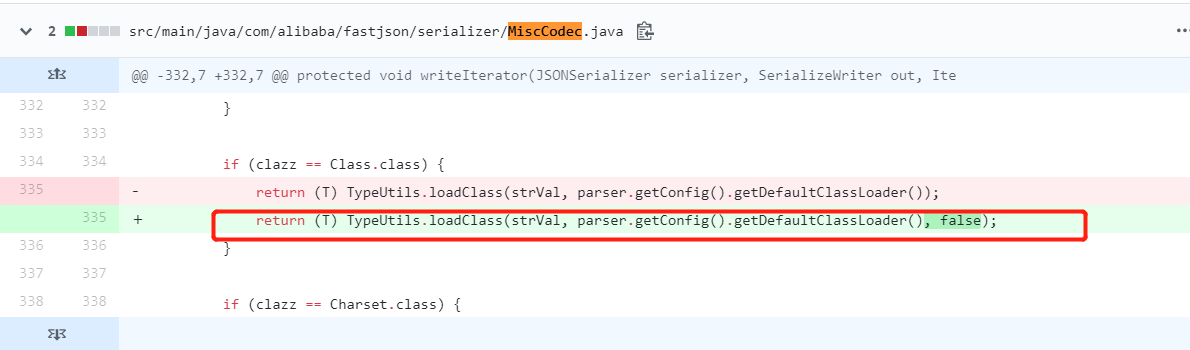 2 src/main/java/com/alibaba/fastjson/serializer/MiscCodec.java ...
@@ -332,7 +332,7 @@ protected void writeIterator(JSONSerializer serializer, SerializeWriter out, Ite
332 332 }
333 333
334 334 if (clazz == Class.class) {
335 - return (T) TypeUtils.loadClass(strVal, parser.getConfig().getDefaultClassLoader());
335 + return (T) TypeUtils.loadClass(strVal, parser.getConfig().getDefaultClassLoader(), false);
336 336 }
337 337
338 338 if (clazz == Charset.class) {